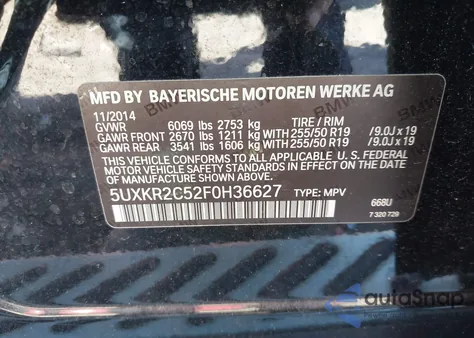 MFD BY BAYERISCHE MOTOREN WERKE AG
11/2014
GVWR 6069 lbs 2753 kg TIRE / RIM
GAWR FRONT 2670 lbs 1211 kg WITH 255/50 R19 /9.0J x 19
GAWR REAR 3541 lbs 1606 kg WITH 255/50 R19 /9.0J x 19
THIS VEHICLE CONFORMS TO ALL APPLICABLE U.S. FEDERAL
MOTOR VEHICLE SAFETY AND THEFT PREVENTION STANDARDS
IN EFFECT ON THE DATE OF MANUFACTURE SHOWN ABOVE.
5UXKR2C52F0H36627 TYPE: MPV
668U
7 320 729
autoSnap